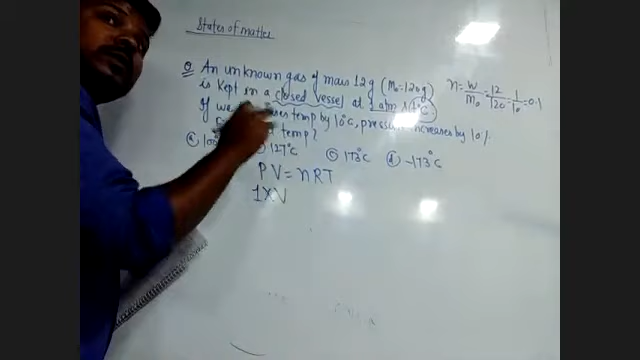 States of matter
Q An unknown gas of mass 12g (M₀=120g)
is kept in a closed vessel at 1 atm & t°C.
If we temp by 10°C, pressure increases by 10%
temp?
(a) 100 127°C (c) 173°C (d) -173°C
n = W/M₀ = 12/120 = 1/10 = 0.1
PV = nRT
1×V